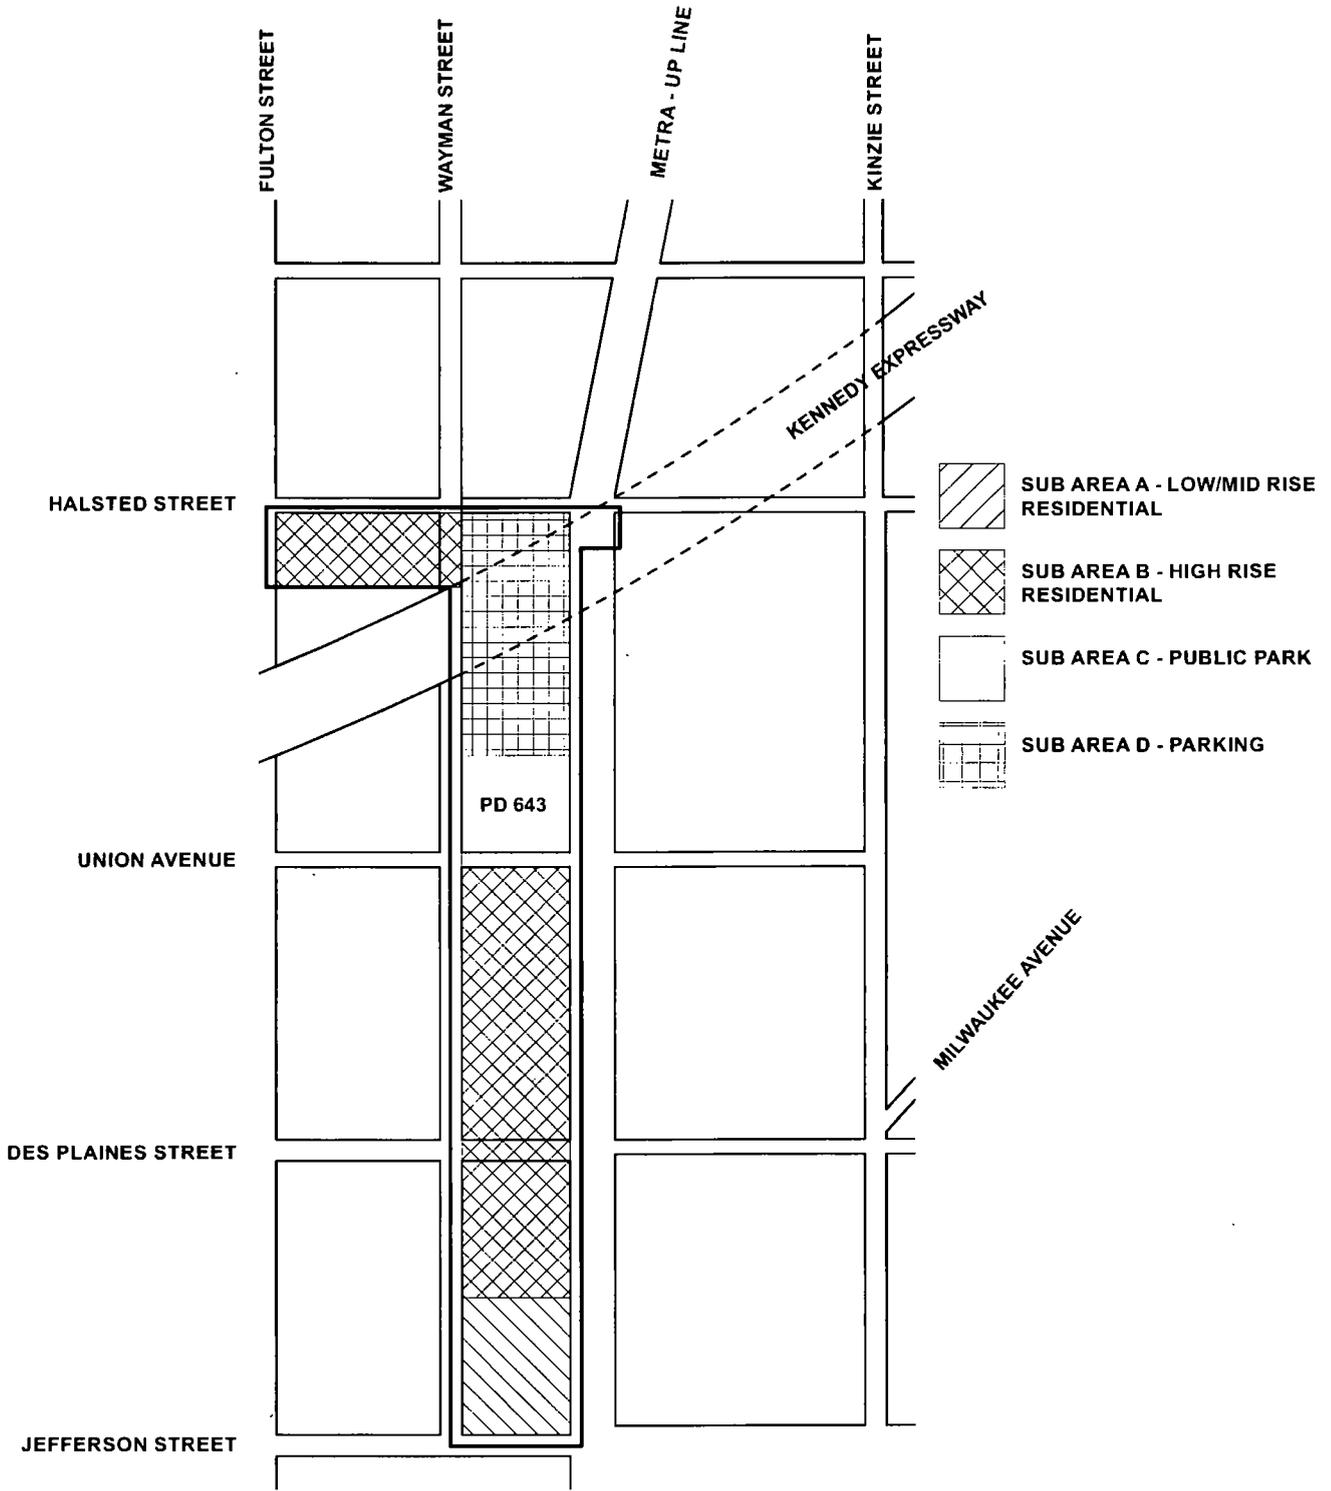 FULTON STREET
WAYMAN STREET
METRA - UP LINE
KINZIE STREET
KENNEDY EXPRESSWAY
HALSTED STREET
SUB AREA A - LOW/MID RISE
RESIDENTIAL
SUB AREA B - HIGH RISE
RESIDENTIAL
SUB AREA C - PUBLIC PARK
SUB AREA D - PARKING
PD 643
UNION AVENUE
MILWAUKEE AVENUE
DES PLAINES STREET
JEFFERSON STREET